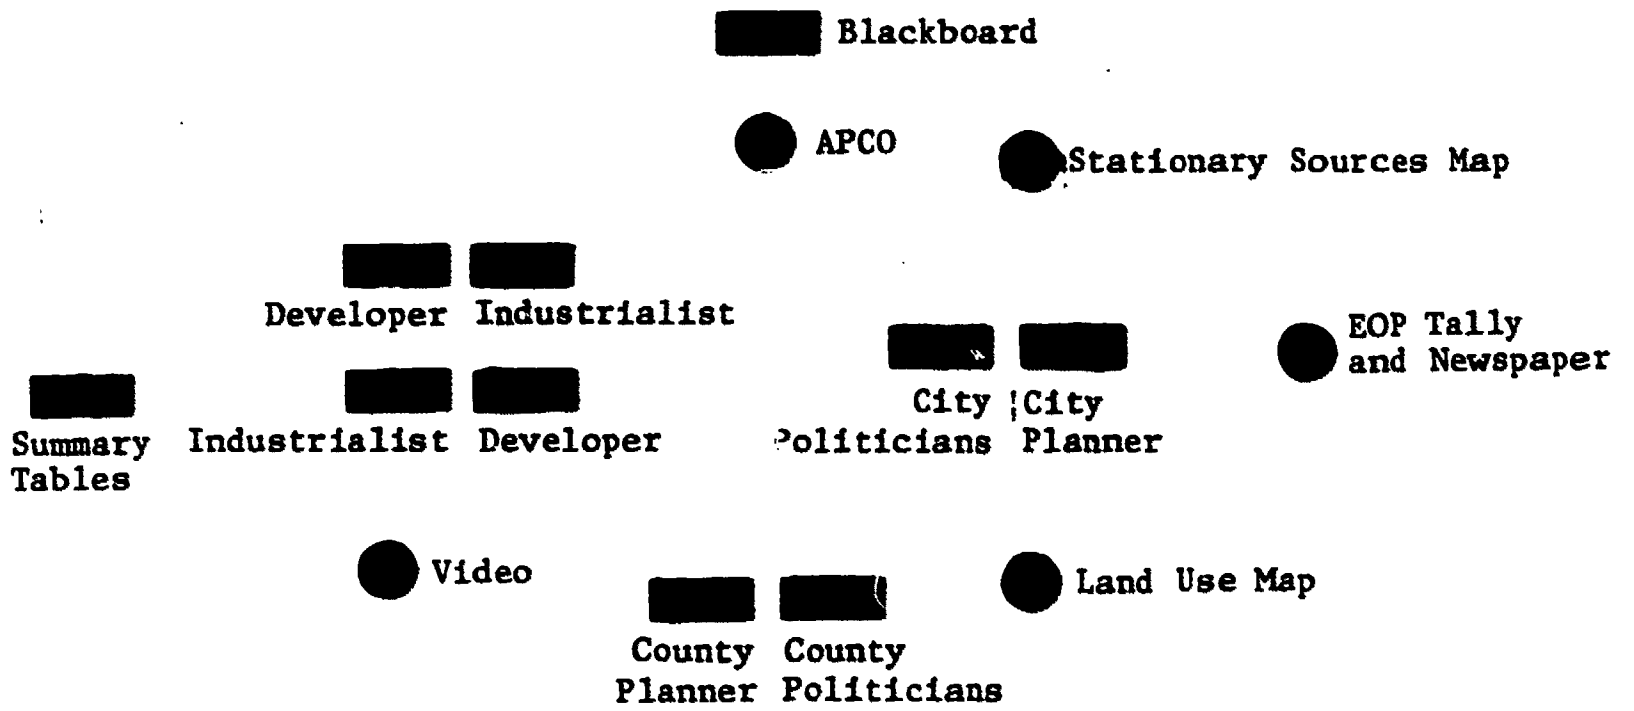 Blackboard
APCO
Stationary Sources Map
Developer Industrialist
EOP Tally
and Newspaper
City City
Politicians Planner
Summary
Tables
Industrialist Developer
Video
Land Use Map
County County
Planner Politicians